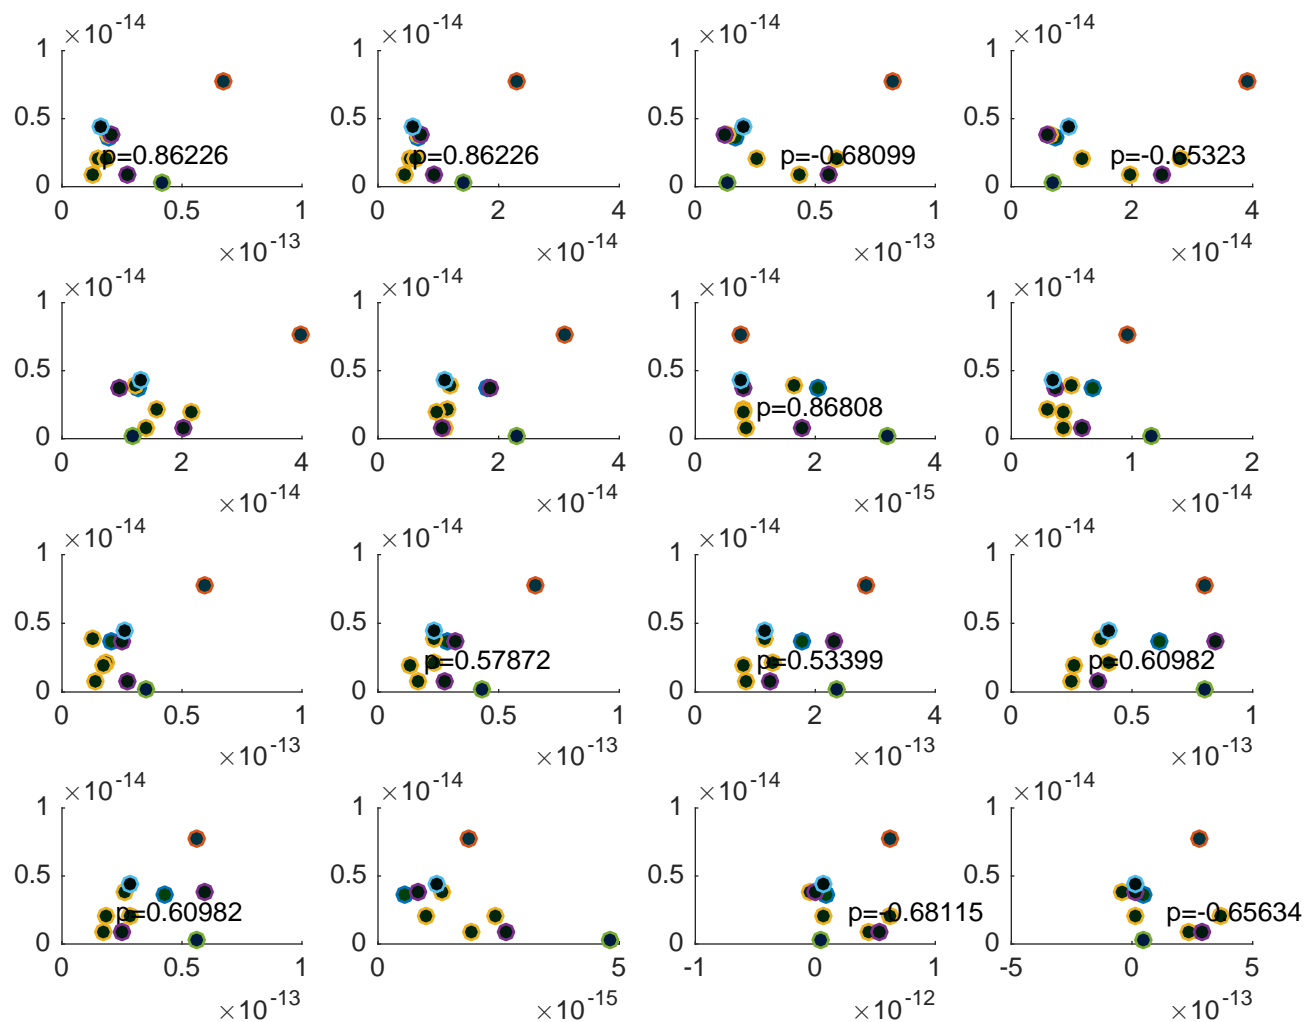 ×10-14 ×10-14 ×10-14 ×10-14
1 1 1 1
0.5 0.5 0.5 0.5
p=0.86226 p=0.86226 p=-0.68099 p=-0.65323
0 0 0 0
0 0.5 1 0 2 4 0 0.5 1 0 2 4
×10-13 ×10-14 ×10-13 ×10-14
×10-14 ×10-14 ×10-14 ×10-14
1 1 1 1
0.5 0.5 0.5 0.5
p=0.86808
0 0 0 0
0 2 4 0 2 4 0 2 4 0 1 2
×10-14 ×10-14 ×10-15 ×10-14
×10-14 ×10-14 ×10-14 ×10-14
1 1 1 1
0.5 0.5 0.5 0.5
p=0.57872 p=0.53399 p=0.60982
0 0 0 0
0 0.5 1 0 0.5 1 0 2 4 0 0.5 1
×10-13 ×10-13 ×10-13 ×10-13
×10-14 ×10-14 ×10-14 ×10-14
1 1 1 1
0.5 0.5 0.5 0.5
p=0.60982 p=-0.68115 p=-0.65634
0 0 0 0
0 0.5 1 0 5 -1 0 1 -5 0 5
×10-13 ×10-15 ×10-12 ×10-13